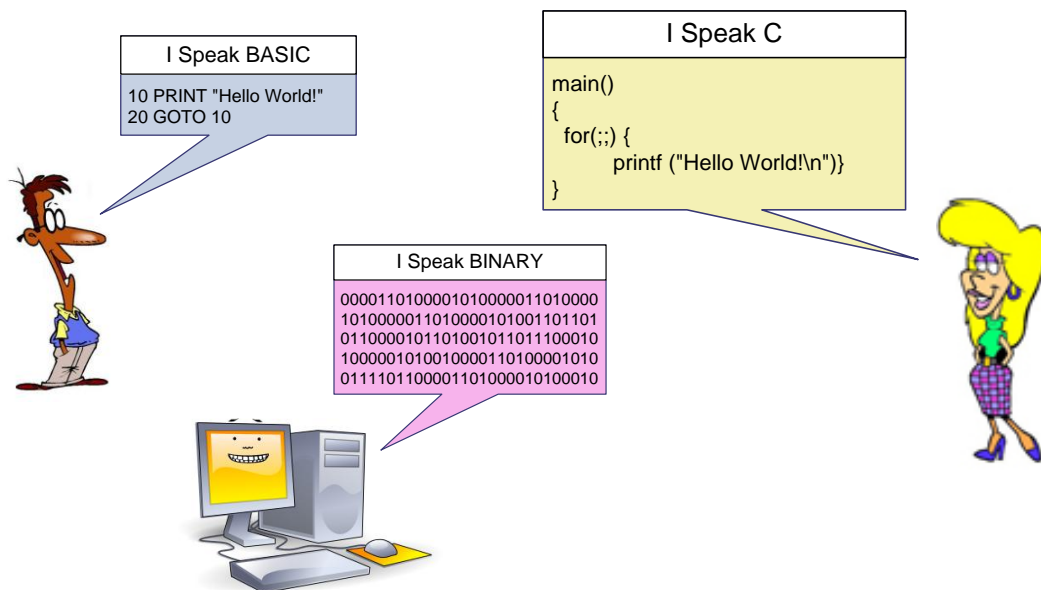 I Speak BASIC
10 PRINT "Hello World!"
20 GOTO 10
I Speak C
main()
{
for(;;) {
printf ("Hello World!\n")}
}
I Speak BINARY
0000110100001010000011010000
1010000011010000101001101101
0110000101101001011011100010
1000001010010000110100001010
0111101100001101000010100010